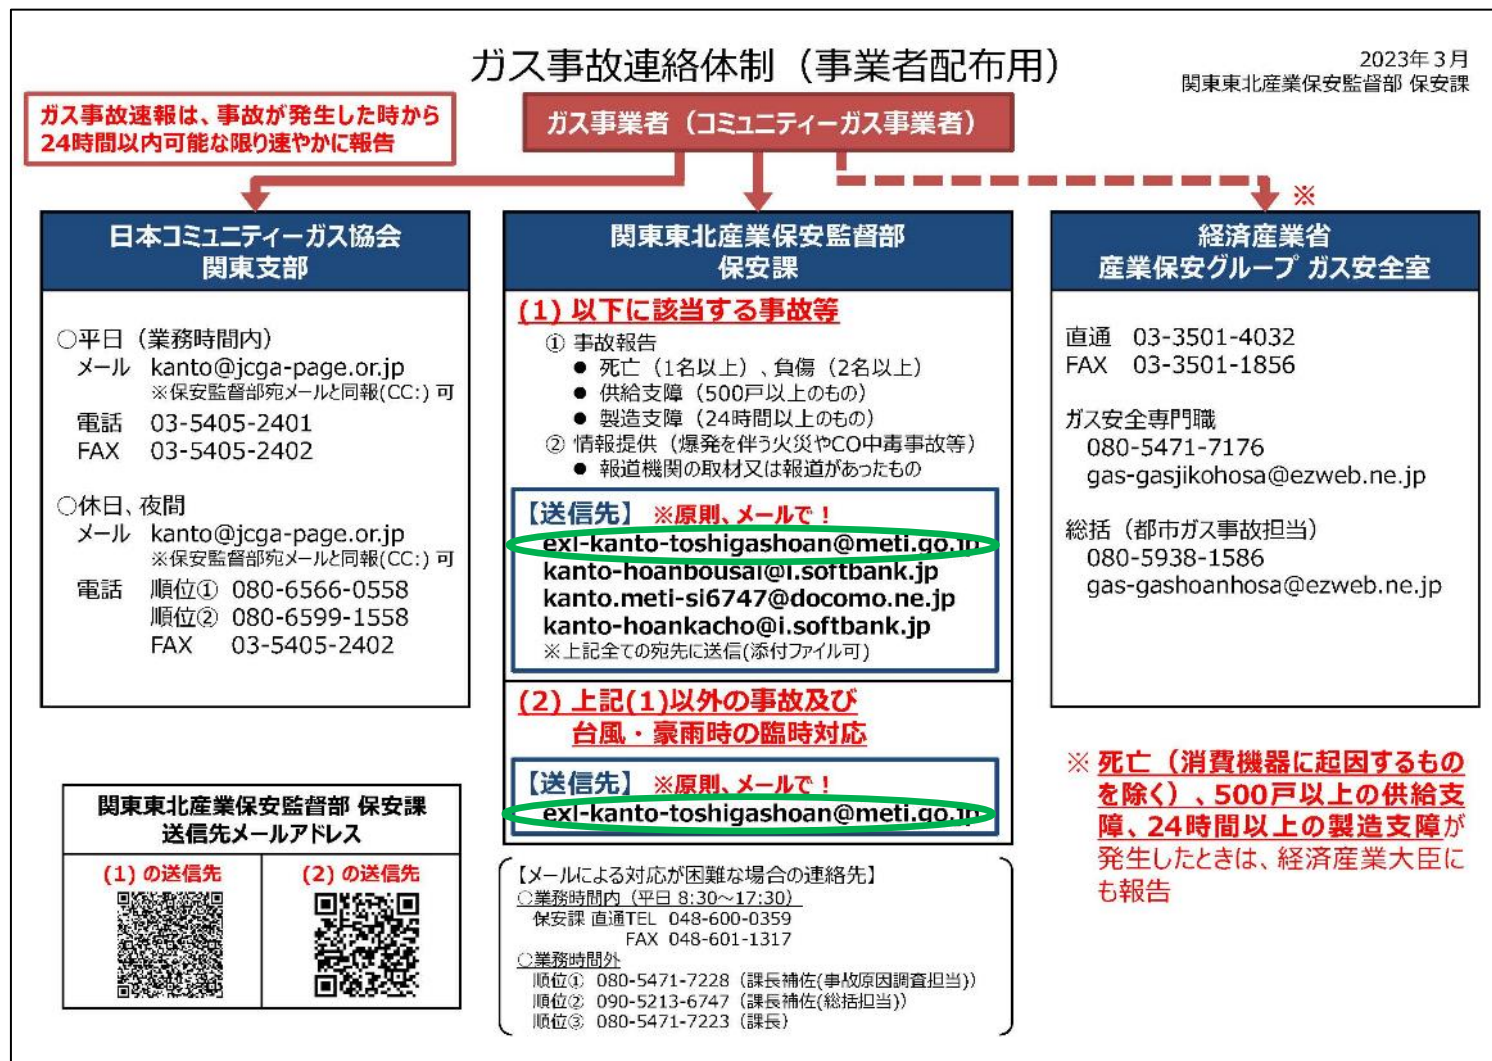 ガス事故連絡体制（事業者配布用）
2023年３月
関東東北産業保安監督部 保安課
ガス事故速報は、事故が発生した時から
24時間以内可能な限り速やかに報告
ガス事業者（コミュニティーガス事業者）
※
日本コミュニティーガス協会
関東支部
○平日（業務時間内）
メール kanto@jcga-page.or.jp
※保安監督部宛メールと同報(CC:) 可
電話 03-5405-2401
FAX 03-5405-2402
○休日、夜間
メール kanto@jcga-page.or.jp
※保安監督部宛メールと同報(CC:) 可
電話 順位① 080-6566-0558
順位② 080-6599-1558
FAX 03-5405-2402
関東東北産業保安監督部
保安課
(1) 以下に該当する事故等
① 事故報告
● 死亡（1名以上）、負傷（2名以上）
● 供給支障（500戸以上のもの）
● 製造支障（24時間以上のもの）
② 情報提供（爆発を伴う火災やCO中毒事故等）
● 報道機関の取材又は報道があったもの
【送信先】 ※原則、メールで！
exl-kanto-toshigashoan@meti.go.jp
kanto-hoanbousai@i.softbank.jp
kanto.meti-si6747@docomo.ne.jp
kanto-hoankacho@i.softbank.jp
※上記全ての宛先に送信(添付ファイル可)
(2) 上記(1)以外の事故及び
台風・豪雨時の臨時対応
【送信先】 ※原則、メールで！
exl-kanto-toshigashoan@meti.go.jp
【メールによる対応が困難な場合の連絡先】
○業務時間内（平日 8:30～17:30）
保安課 直通TEL 048-600-0359
FAX 048-601-1317
○業務時間外
順位① 080-5471-7228（課長補佐(事故原因調査担当)）
順位② 090-5213-6747（課長補佐(総括担当)）
順位③ 080-5471-7223（課長）
経済産業省
産業保安グループ ガス安全室
直通 03-3501-4032
FAX 03-3501-1856
ガス安全専門職
080-5471-7176
gas-gasjikohosa@ezweb.ne.jp
総括（都市ガス事故担当）
080-5938-1586
gas-gashoanhosa@ezweb.ne.jp
※ 死亡（消費機器に起因するもの
を除く）、500戸以上の供給支
障、24時間以上の製造支障が
発生したときは、経済産業大臣に
も報告
関東東北産業保安監督部 保安課
送信先メールアドレス
(1) の送信先
(2) の送信先